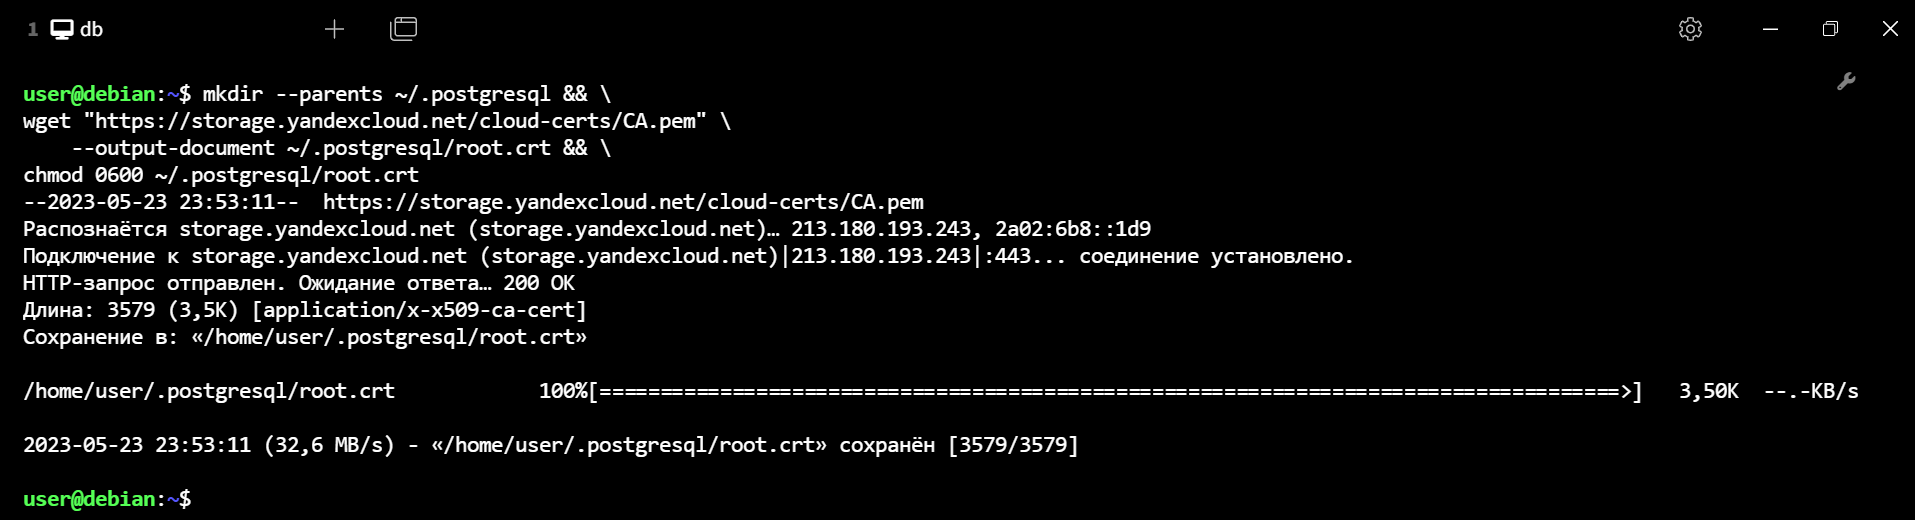 1 db
user@debian:~$ mkdir --parents ~/.postgresql && \
wget "https://storage.yandexcloud.net/cloud-certs/CA.pem" \
    --output-document ~/.postgresql/root.crt && \
chmod 0600 ~/.postgresql/root.crt
--2023-05-23 23:53:11--  https://storage.yandexcloud.net/cloud-certs/CA.pem
Распознаётся storage.yandexcloud.net (storage.yandexcloud.net)… 213.180.193.243, 2a02:6b8::1d9
Подключение к storage.yandexcloud.net (storage.yandexcloud.net)|213.180.193.243|:443... соединение установлено.
HTTP-запрос отправлен. Ожидание ответа… 200 OK
Длина: 3579 (3,5K) [application/x-x509-ca-cert]
Сохранение в: «/home/user/.postgresql/root.crt»
/home/user/.postgresql/root.crt            100%[=====================================================================================>]   3,50K  --.-KB/s
2023-05-23 23:53:11 (32,6 MB/s) - «/home/user/.postgresql/root.crt» сохранён [3579/3579]
user@debian:~$